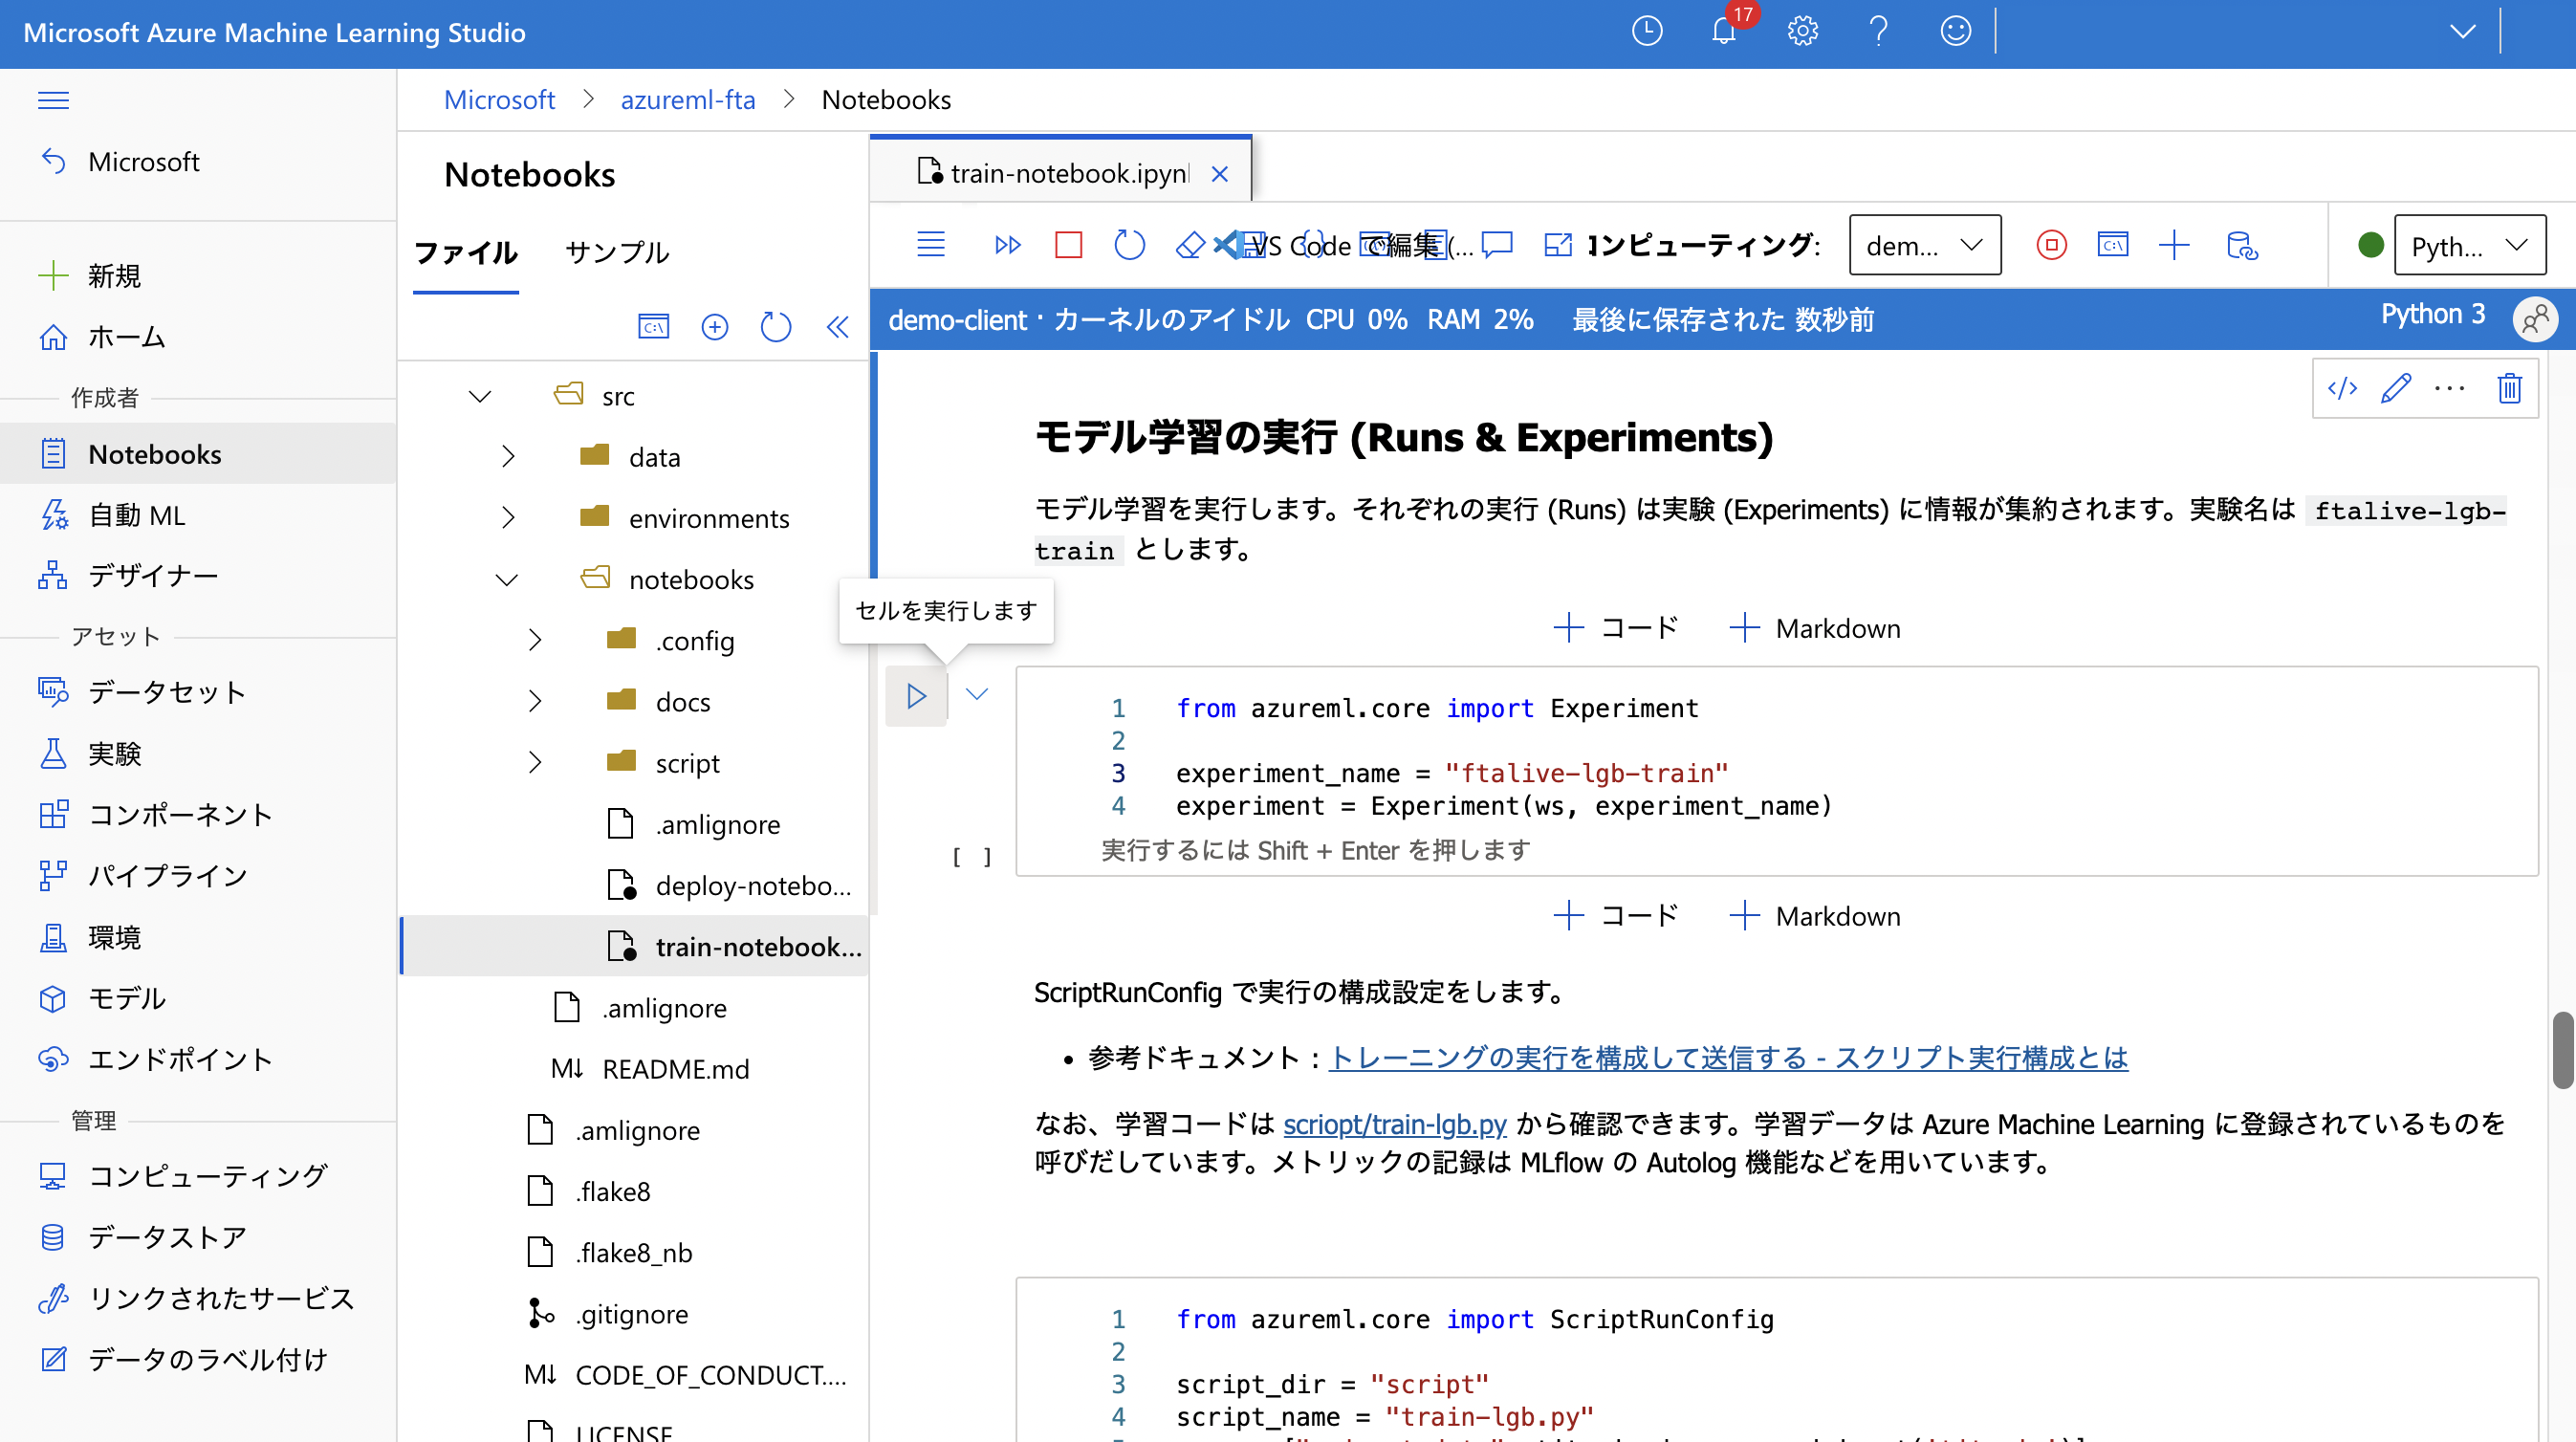 Microsoft Azure Machine Learning Studio
17
Microsoft > azureml-fta > Notebooks
Microsoft
新規
ホーム
作成者
Notebooks
自動 ML
デザイナー
アセット
データセット
実験
コンポーネント
パイプライン
環境
モデル
エンドポイント
管理
コンピューティング
データストア
リンクされたサービス
データのラベル付け
Notebooks
ファイル サンプル
src
data
environments
notebooks
.config
docs
script
.amlignore
deploy-notebo...
train-notebook...
.amlignore
README.md
.amlignore
.flake8
.flake8_nb
.gitignore
CODE_OF_CONDUCT....
LICENSE
train-notebook.ipyn
VS Code で編集 (... コンピューティング: dem... Pyth...
demo-client · カーネルのアイドル CPU 0% RAM 2% 最後に保存された 数秒前 Python 3
モデル学習の実行 (Runs & Experiments)
モデル学習を実行します。それぞれの実行 (Runs) は実験 (Experiments) に情報が集約されます。実験名は ftalive-lgb-
train とします。
セルを実行します
コード Markdown
1 from azureml.core import Experiment
2
3 experiment_name = "ftalive-lgb-train"
4 experiment = Experiment(ws, experiment_name)
実行するには Shift + Enter を押します
[ ]
コード Markdown
ScriptRunConfig で実行の構成設定をします。
• 参考ドキュメント : トレーニングの実行を構成して送信する - スクリプト実行構成とは
なお、学習コードは scriopt/train-lgb.py から確認できます。学習データは Azure Machine Learning に登録されているものを
呼びだしています。メトリックの記録は MLflow の Autolog 機能などを用いています。
1 from azureml.core import ScriptRunConfig
2
3 script_dir = "script"
4 script_name = "train-lgb.py"